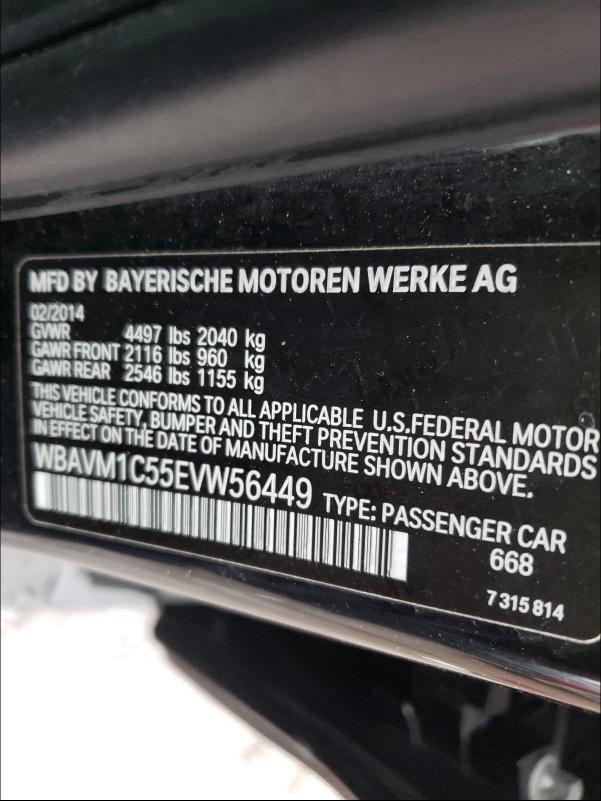 MFD BY BAYERISCHE MOTOREN WERKE AG
02/2014
GVWR 4497 lbs 2040 kg
GAWR FRONT 2116 lbs 960 kg
GAWR REAR 2546 lbs 1155 kg
THIS VEHICLE CONFORMS TO ALL APPLICABLE U.S.FEDERAL MOTOR
VEHICLE SAFETY, BUMPER AND THEFT PREVENTION STANDARDS
IN EFFECT ON THE DATE OF MANUFACTURE SHOWN ABOVE.
WBAVM1C55EVW56449 TYPE: PASSENGER CAR
668
7 315 814